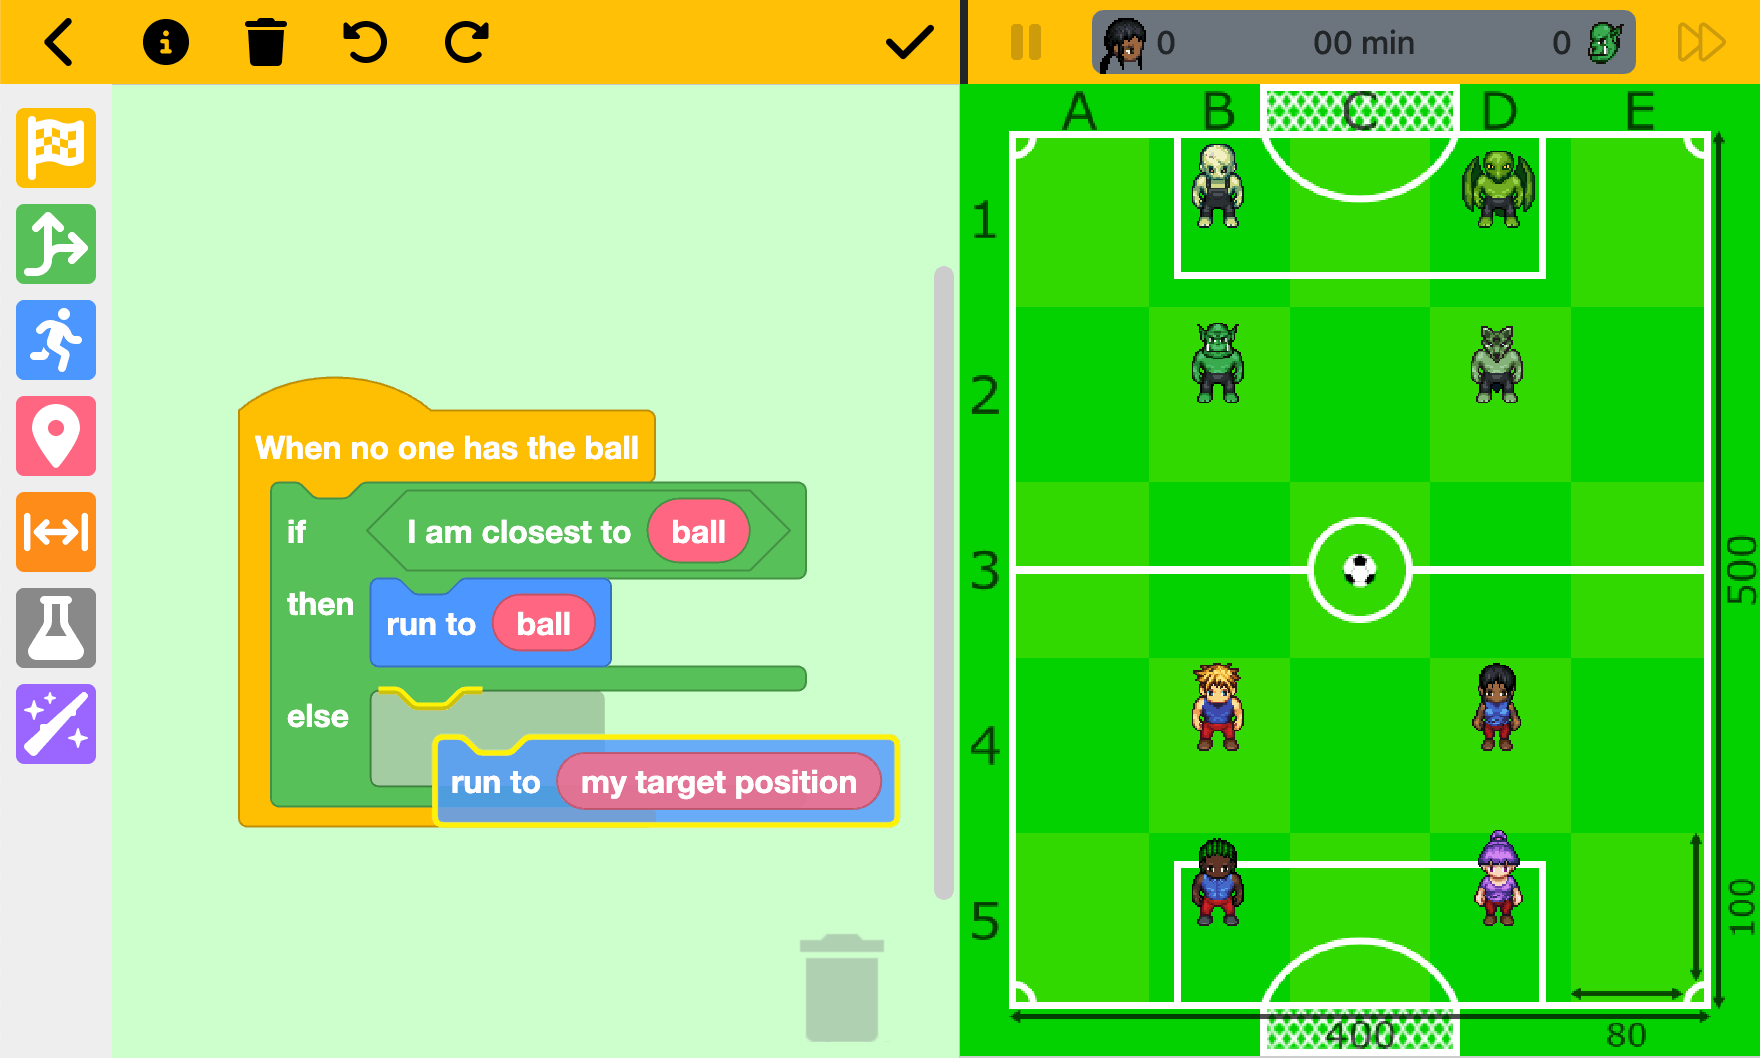 0 00 min 0
A B C D E
When no one has the ball
if I am closest to ball
then run to ball
else
run to my target position
1
2
3
4
5
500
100
400 80